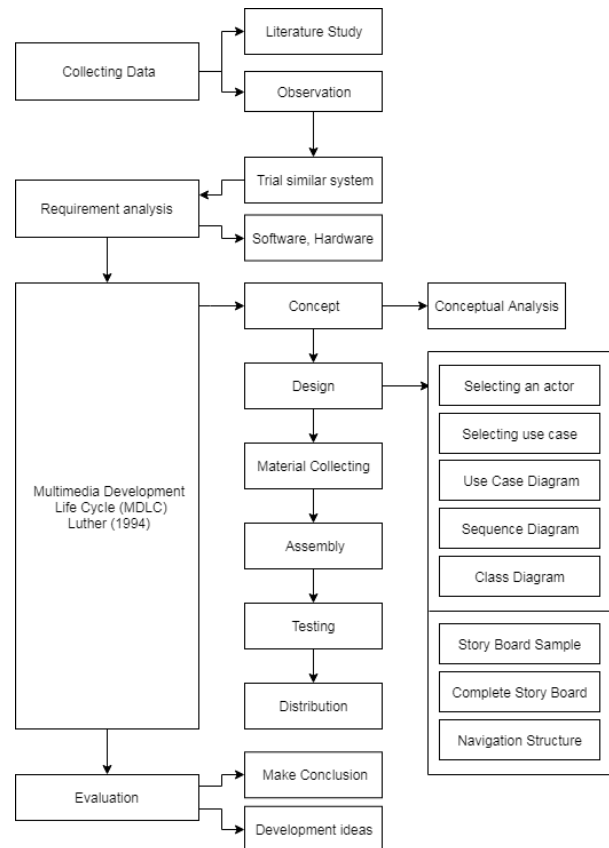 Literature Study
Collecting Data
Observation
Trial similar system
Requirement analysis
Software, Hardware
Concept
Conceptual Analysis
Design
Selecting an actor
Selecting use case
Material Collecting
Use Case Diagram
Multimedia Development
Life Cycle (MDLC)
Luther (1994)
Sequence Diagram
Assembly
Class Diagram
Testing
Story Board Sample
Complete Story Board
Distribution
Navigation Structure
Make Conclusion
Evaluation
Development ideas